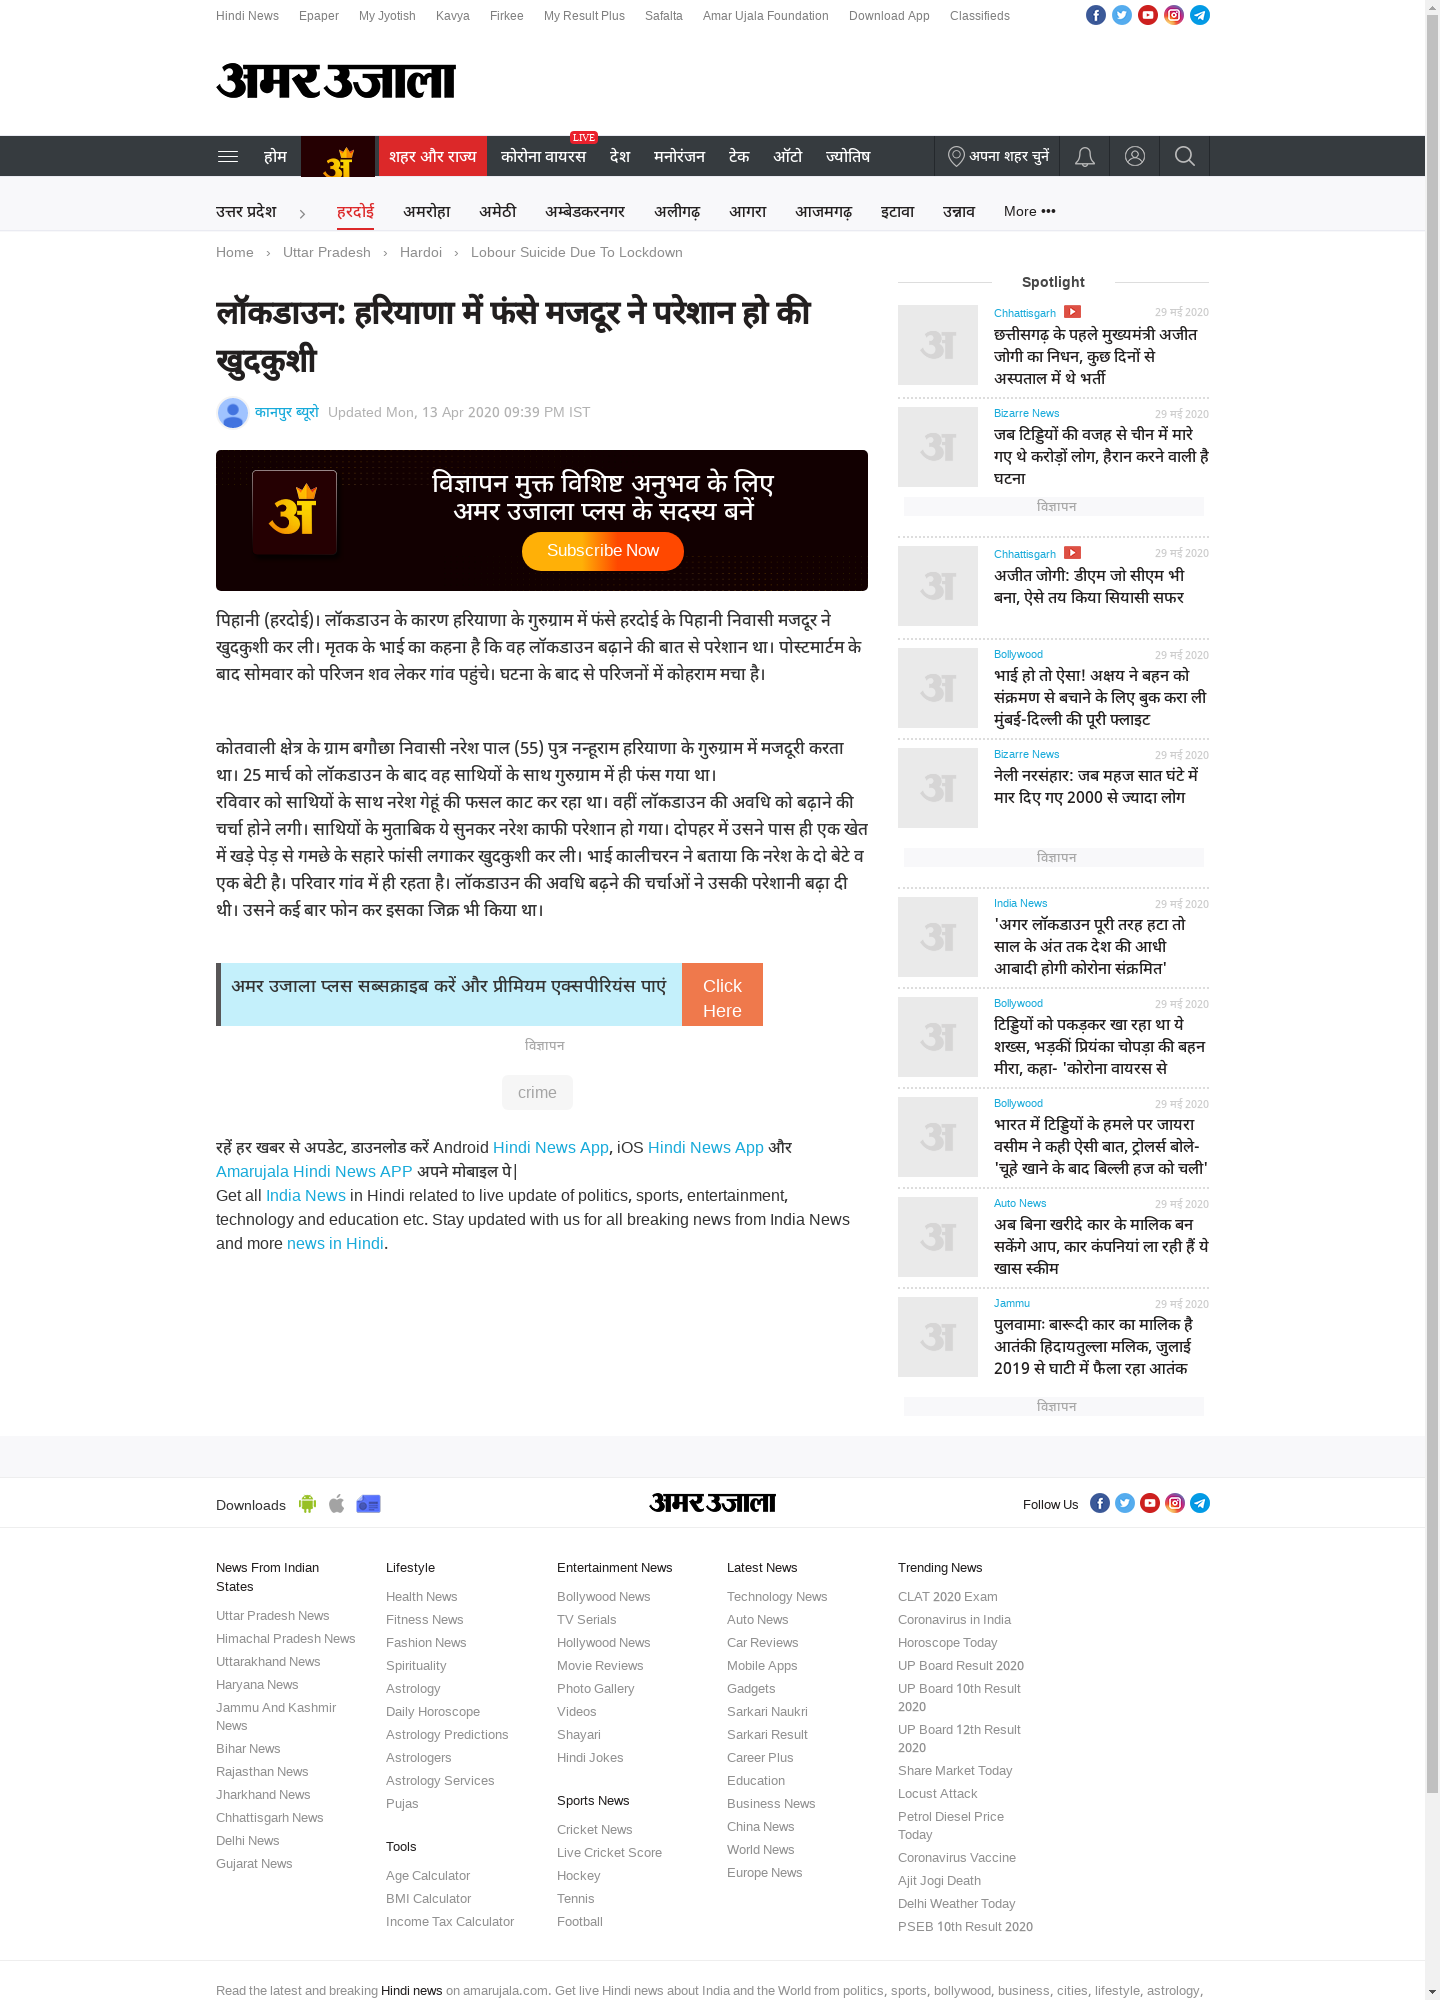 Hindi News Epaper My Jyotish Kavya Firkee My Result Plus Safalta Amar Ujala Foundation Download App Classifieds
अमर उजाला
होम अ शहर और राज्य कोरोना वायरस LIVE देश मनोरंजन टेक ऑटो ज्योतिष अपना शहर चुनें
उत्तर प्रदेश › हरदोई अमरोहा अमेठी अम्बेडकरनगर अलीगढ़ आगरा आजमगढ़ इटावा उन्नाव More •••
Home › Uttar Pradesh › Hardoi › Lobour Suicide Due To Lockdown
लॉकडाउन: हरियाणा में फंसे मजदूर ने परेशान हो की
खुदकुशी
कानपुर ब्यूरो Updated Mon, 13 Apr 2020 09:39 PM IST
अ
विज्ञापन मुक्त विशिष्ट अनुभव के लिए
अमर उजाला प्लस के सदस्य बनें
Subscribe Now
पिहानी (हरदोई)। लॉकडाउन के कारण हरियाणा के गुरुग्राम में फंसे हरदोई के पिहानी निवासी मजदूर ने
खुदकुशी कर ली। मृतक के भाई का कहना है कि वह लॉकडाउन बढ़ाने की बात से परेशान था। पोस्टमार्टम के
बाद सोमवार को परिजन शव लेकर गांव पहुंचे। घटना के बाद से परिजनों में कोहराम मचा है।
कोतवाली क्षेत्र के ग्राम बगौछा निवासी नरेश पाल (55) पुत्र नन्हूराम हरियाणा के गुरुग्राम में मजदूरी करता
था। 25 मार्च को लॉकडाउन के बाद वह साथियों के साथ गुरुग्राम में ही फंस गया था।
रविवार को साथियों के साथ नरेश गेहूं की फसल काट कर रहा था। वहीं लॉकडाउन की अवधि को बढ़ाने की
चर्चा होने लगी। साथियों के मुताबिक ये सुनकर नरेश काफी परेशान हो गया। दोपहर में उसने पास ही एक खेत
में खड़े पेड़ से गमछे के सहारे फांसी लगाकर खुदकुशी कर ली। भाई कालीचरन ने बताया कि नरेश के दो बेटे व
एक बेटी है। परिवार गांव में ही रहता है। लॉकडाउन की अवधि बढ़ने की चर्चाओं ने उसकी परेशानी बढ़ा दी
थी। उसने कई बार फोन कर इसका जिक्र भी किया था।
अमर उजाला प्लस सब्सक्राइब करें और प्रीमियम एक्सपीरियंस पाएं
Click
Here
विज्ञापन
crime
रहें हर खबर से अपडेट, डाउनलोड करें Android Hindi News App, iOS Hindi News App और
Amarujala Hindi News APP अपने मोबाइल पे|
Get all India News in Hindi related to live update of politics, sports, entertainment,
technology and education etc. Stay updated with us for all breaking news from India News
and more news in Hindi.
Spotlight
Chhattisgarh 29 मई 2020
अ
छत्तीसगढ़ के पहले मुख्यमंत्री अजीत
जोगी का निधन, कुछ दिनों से
अस्पताल में थे भर्ती
Bizarre News 29 मई 2020
अ
जब टिड्डियों की वजह से चीन में मारे
गए थे करोड़ों लोग, हैरान करने वाली है
घटना
विज्ञापन
Chhattisgarh 29 मई 2020
अ
अजीत जोगी: डीएम जो सीएम भी
बना, ऐसे तय किया सियासी सफर
Bollywood 29 मई 2020
अ
भाई हो तो ऐसा! अक्षय ने बहन को
संक्रमण से बचाने के लिए बुक करा ली
मुंबई-दिल्ली की पूरी फ्लाइट
Bizarre News 29 मई 2020
अ
नेली नरसंहार: जब महज सात घंटे में
मार दिए गए 2000 से ज्यादा लोग
विज्ञापन
India News 29 मई 2020
अ
'अगर लॉकडाउन पूरी तरह हटा तो
साल के अंत तक देश की आधी
आबादी होगी कोरोना संक्रमित'
Bollywood 29 मई 2020
अ
टिड्डियों को पकड़कर खा रहा था ये
शख्स, भड़कीं प्रियंका चोपड़ा की बहन
मीरा, कहा- 'कोरोना वायरस से
Bollywood 29 मई 2020
अ
भारत में टिड्डियों के हमले पर जायरा
वसीम ने कही ऐसी बात, ट्रोलर्स बोले-
'चूहे खाने के बाद बिल्ली हज को चली'
Auto News 29 मई 2020
अ
अब बिना खरीदे कार के मालिक बन
सकेंगे आप, कार कंपनियां ला रही हैं ये
खास स्कीम
Jammu 29 मई 2020
अ
पुलवामाः बारूदी कार का मालिक है
आतंकी हिदायतुल्ला मलिक, जुलाई
2019 से घाटी में फैला रहा आतंक
विज्ञापन
Downloads अमर उजाला Follow Us
News From Indian
States
Uttar Pradesh News
Himachal Pradesh News
Uttarakhand News
Haryana News
Jammu And Kashmir
News
Bihar News
Rajasthan News
Jharkhand News
Chhattisgarh News
Delhi News
Gujarat News
Lifestyle
Health News
Fitness News
Fashion News
Spirituality
Astrology
Daily Horoscope
Astrology Predictions
Astrologers
Astrology Services
Pujas
Tools
Age Calculator
BMI Calculator
Income Tax Calculator
Entertainment News
Bollywood News
TV Serials
Hollywood News
Movie Reviews
Photo Gallery
Videos
Shayari
Hindi Jokes
Sports News
Cricket News
Live Cricket Score
Hockey
Tennis
Football
Latest News
Technology News
Auto News
Car Reviews
Mobile Apps
Gadgets
Sarkari Naukri
Sarkari Result
Career Plus
Education
Business News
China News
World News
Europe News
Trending News
CLAT 2020 Exam
Coronavirus in India
Horoscope Today
UP Board Result 2020
UP Board 10th Result
2020
UP Board 12th Result
2020
Share Market Today
Locust Attack
Petrol Diesel Price
Today
Coronavirus Vaccine
Ajit Jogi Death
Delhi Weather Today
PSEB 10th Result 2020
Read the latest and breaking Hindi news on amarujala.com. Get live Hindi news about India and the World from politics, sports, bollywood, business, cities, lifestyle, astrology,